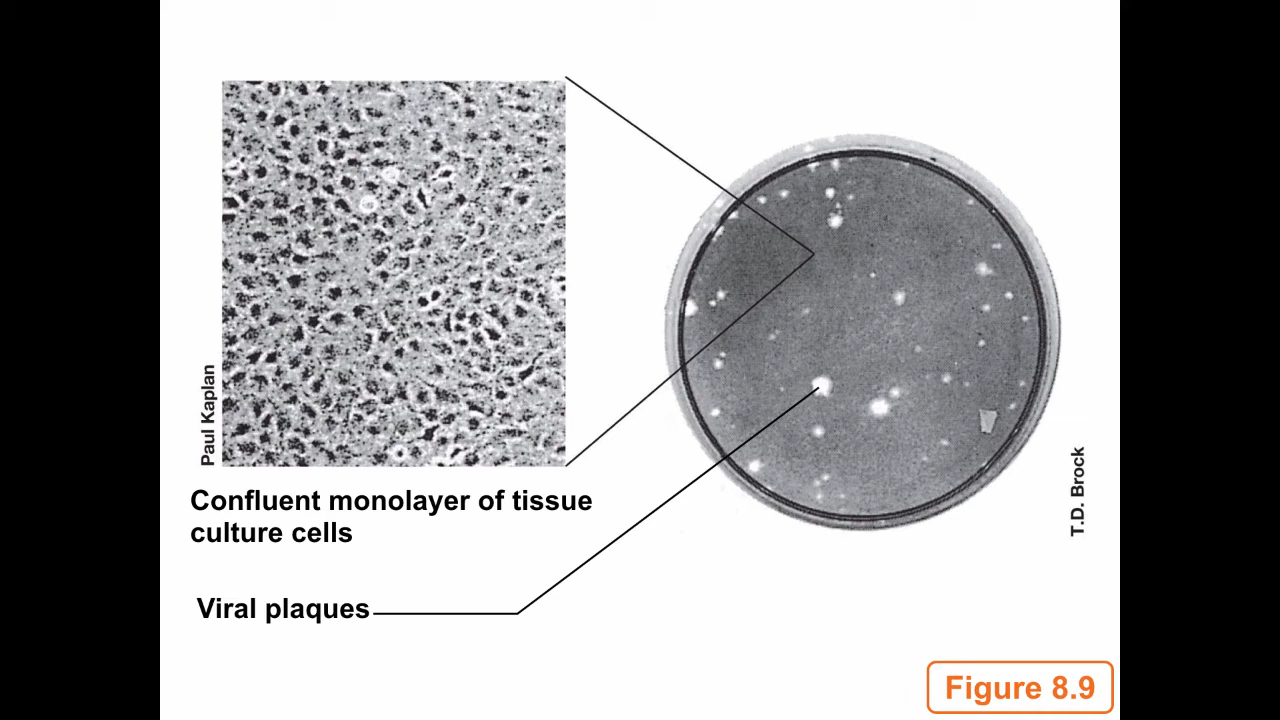 Paul Kaplan
Confluent monolayer of tissue
culture cells
Viral plaques
T.D. Brock
Figure 8.9